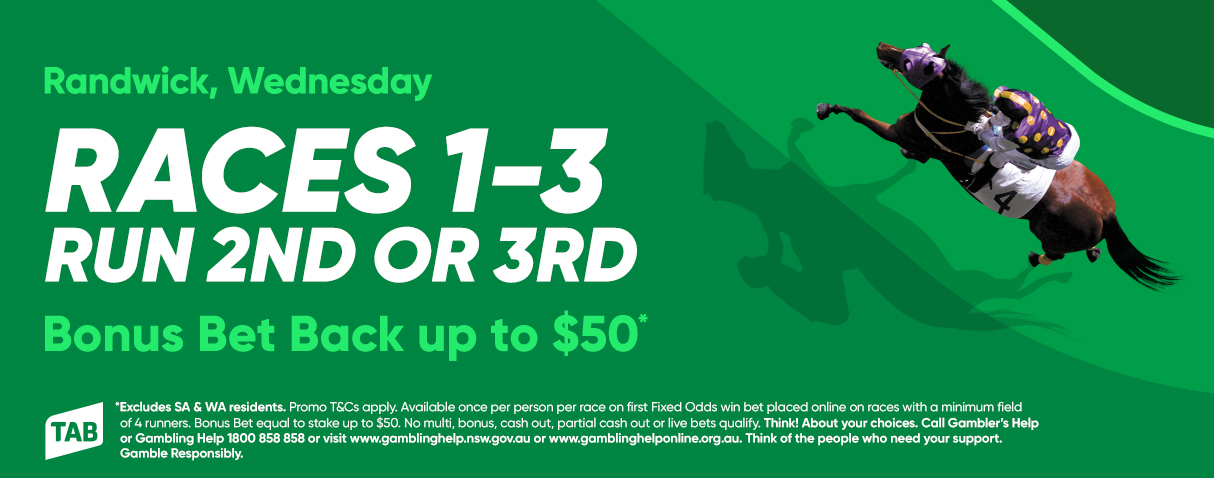 Randwick, Wednesday
RACES 1-3
RUN 2ND OR 3RD
Bonus Bet Back up to $50*
4
TAB
*Excludes SA & WA residents. Promo T&Cs apply. Available once per person per race on first Fixed Odds win bet placed online on races with a minimum field
of 4 runners. Bonus Bet equal to stake up to $50. No multi, bonus, cash out, partial cash out or live bets qualify. Think! About your choices. Call Gambler's Help
or Gambling Help 1800 858 858 or visit www.gamblinghelp.nsw.gov.au or www.gamblinghelponline.org.au. Think of the people who need your support.
Gamble Responsibly.